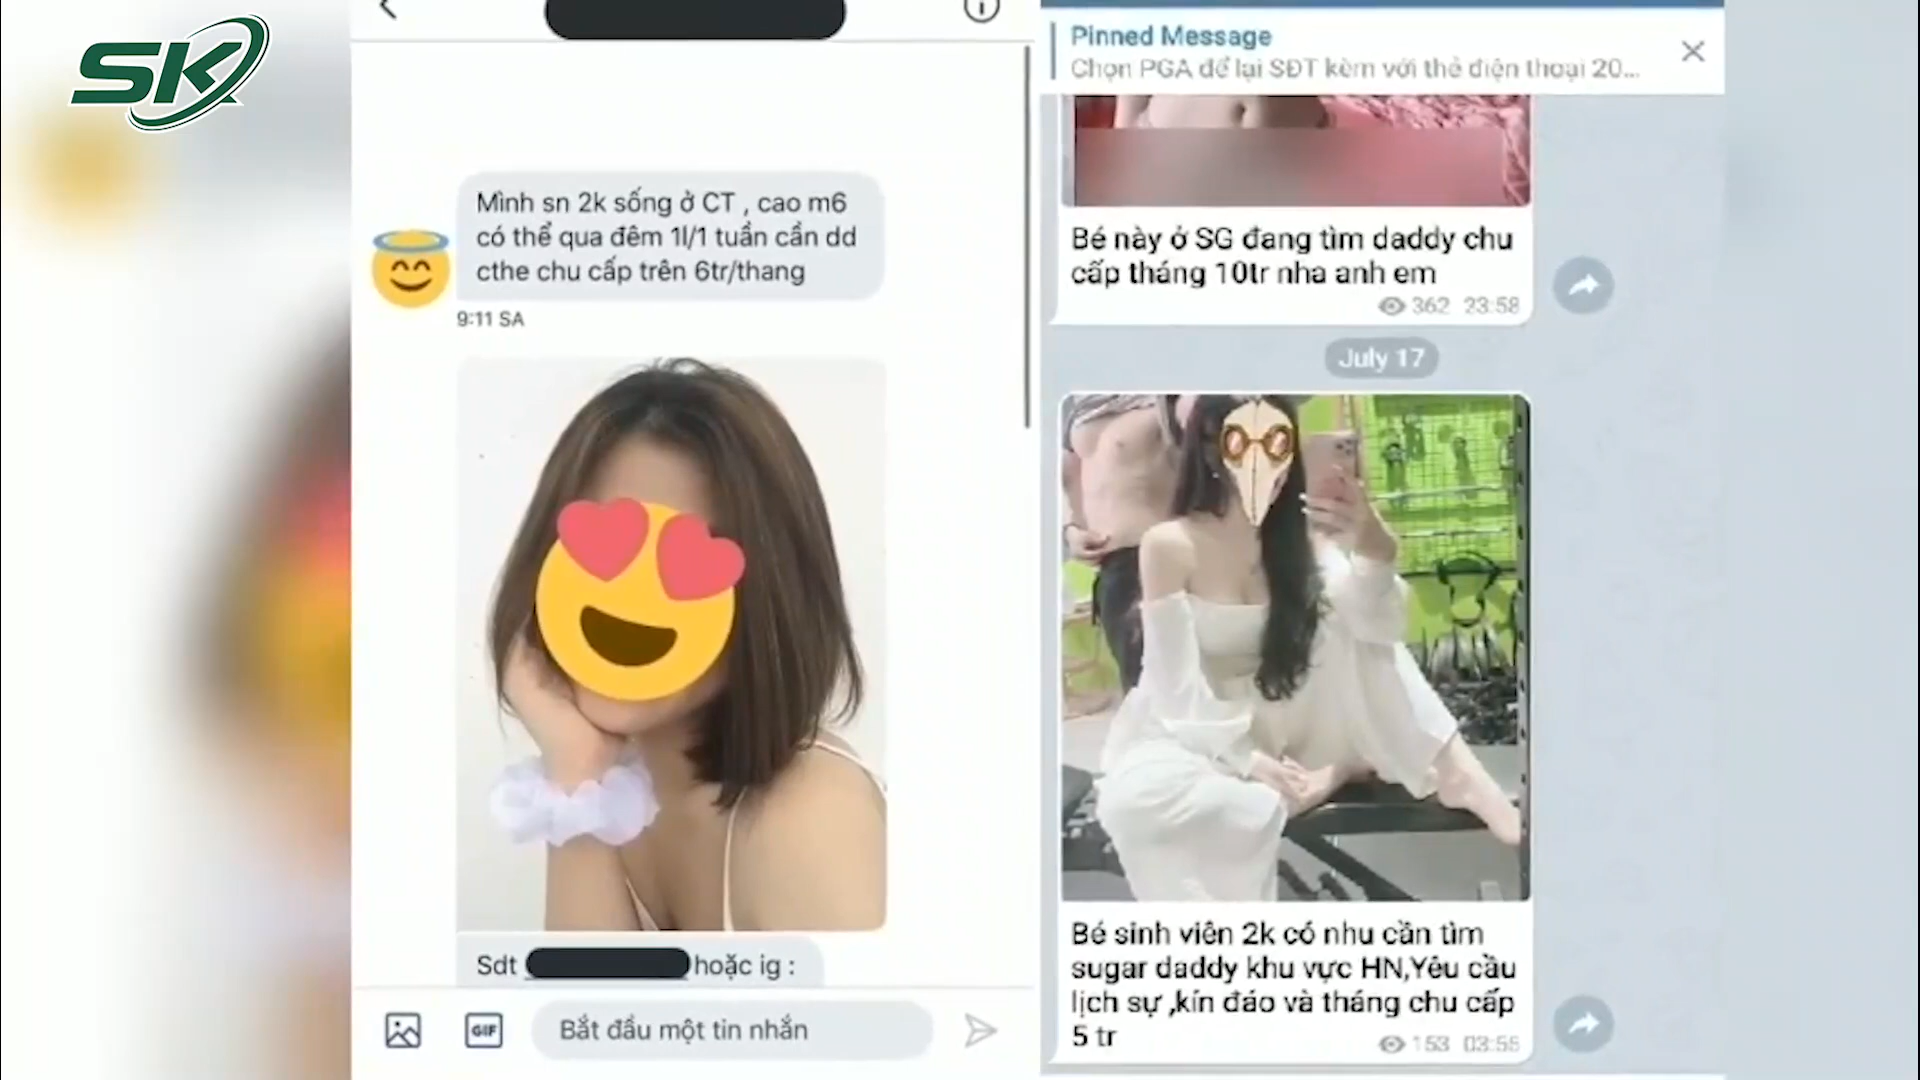 SK
Mình sn 2k sống ở CT , cao m6
có thể qua đêm 1l/1 tuần cần dd
cthe chu cấp trên 6tr/thang
9:11 SA
Sdt
hoặc ig :
GIF
Bắt đầu một tin nhắn
Pinned Message
Chọn PGA để lại SĐT kèm với thẻ điện thoại 20...
Bé này ở SG đang tìm daddy chu
cấp tháng 10tr nha anh em
362 23:58
July 17
Bé sinh viên 2k có nhu cần tìm
sugar daddy khu vực HN,Yêu cầu
lịch sự ,kín đáo và tháng chu cấp
5 tr
153 03:55